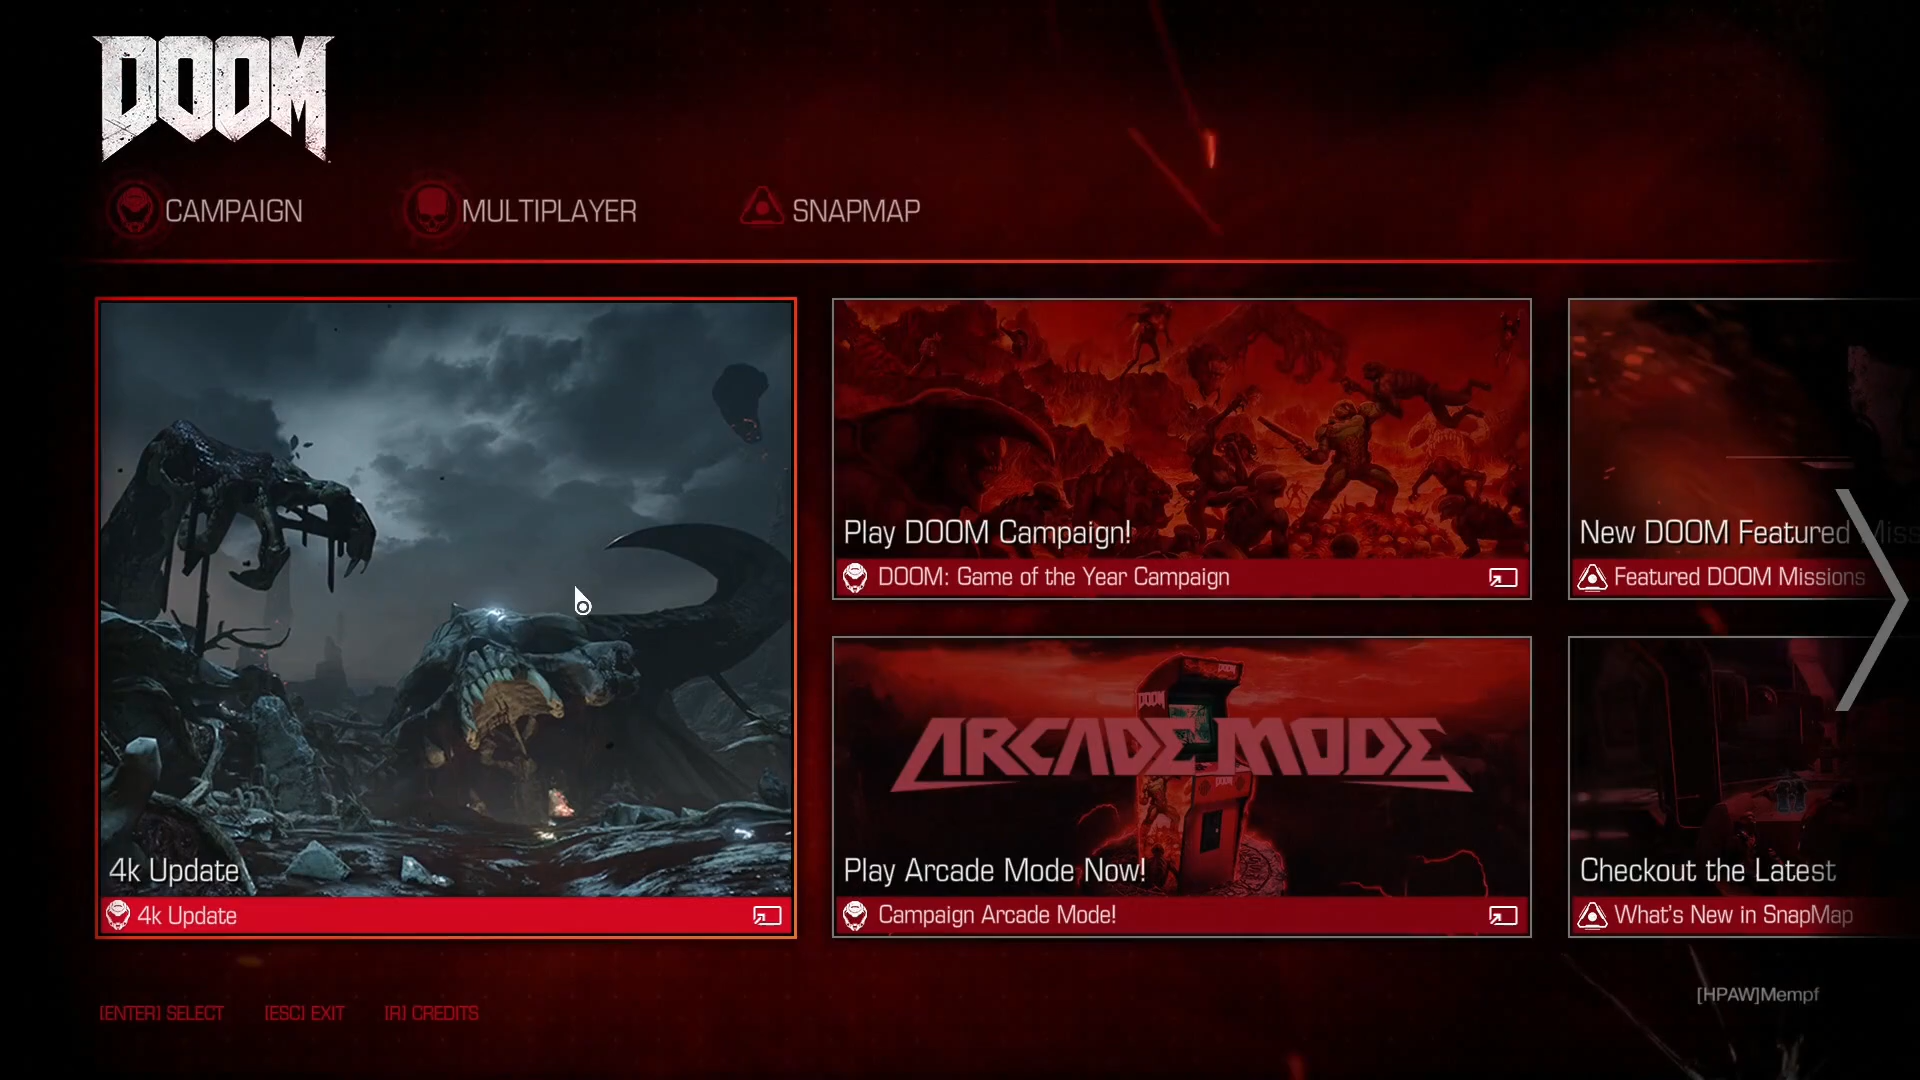 DOOM
CAMPAIGN
MULTIPLAYER
SNAPMAP
4k Update
4k Update
Play DOOM Campaign!
DOOM: Game of the Year Campaign
ARCADE MODE
Play Arcade Mode Now!
Campaign Arcade Mode!
New DOOM Featured Miss
Featured DOOM Missions
Checkout the Latest
What's New in SnapMap
[ENTER] SELECT
[ESC] EXIT
[R] CREDITS
[HPAW]Mempf